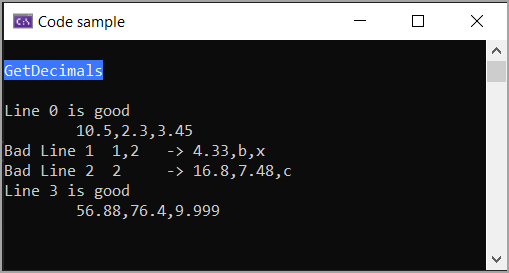 C:\ Code sample
GetDecimals
Line 0 is good
10.5,2.3,3.45
Bad Line 1 1,2 -> 4.33,b,x
Bad Line 2 2 -> 16.8,7.48,c
Line 3 is good
56.88,76.4,9.999